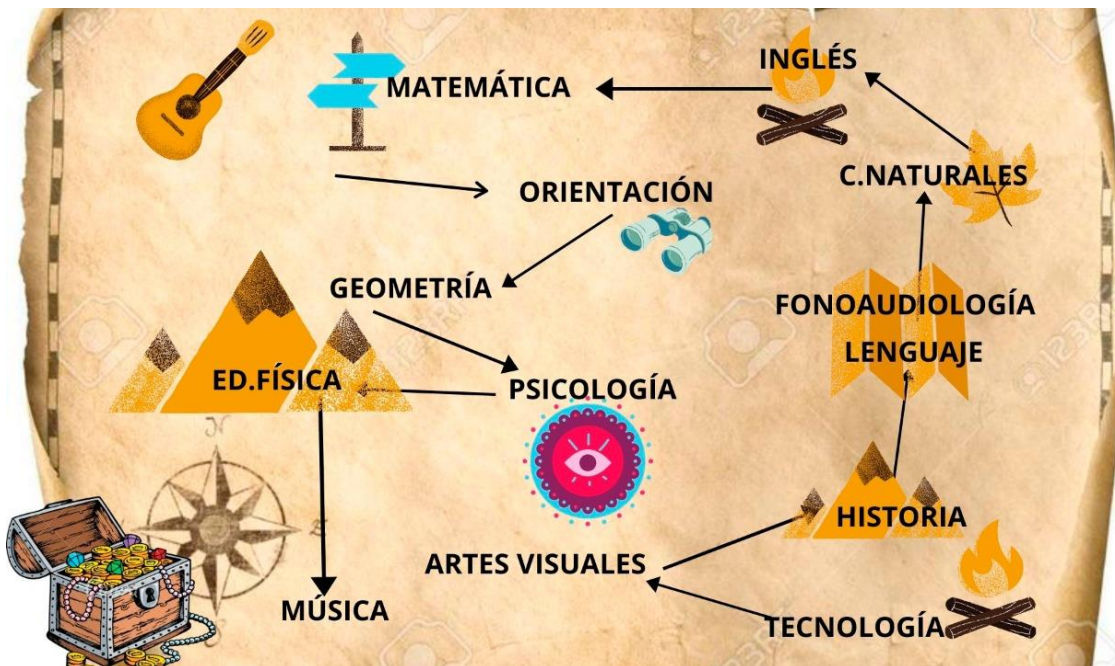 INGLÉS
MATEMÁTICA
C.NATURALES
ORIENTACIÓN
GEOMETRÍA
FONOAUDIOLOGÍA
LENGUAJE
ED.FÍSICA
PSICOLOGÍA
HISTORIA
ARTES VISUALES
MÚSICA
TECNOLOGÍA